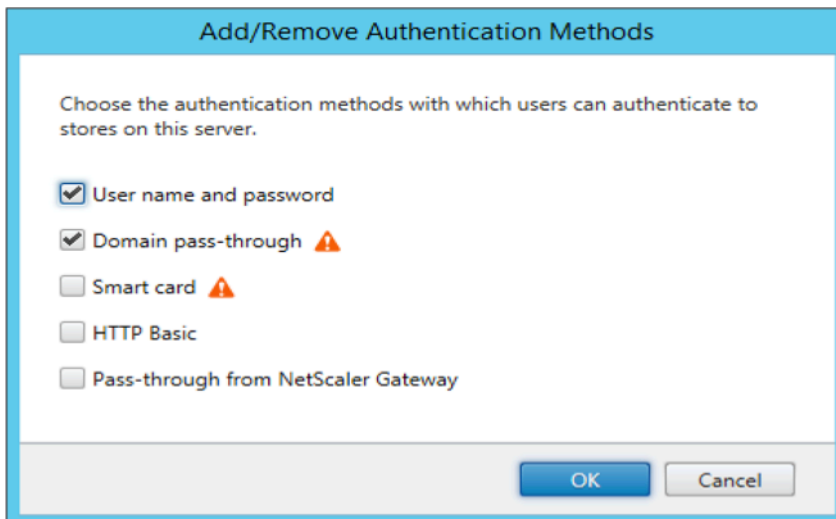 Add/Remove Authentication Methods
Choose the authentication methods with which users can authenticate to
stores on this server.
User name and password
Domain pass-through
Smart card
HTTP Basic
Pass-through from NetScaler Gateway
OK
Cancel